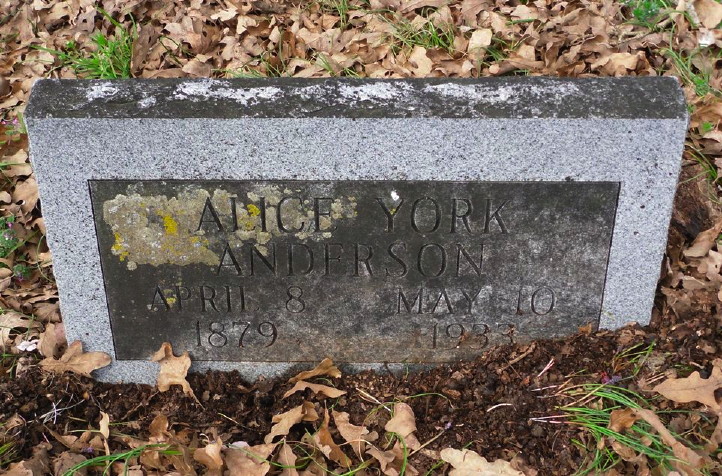 ALICE YORK
ANDERSON
APRIL 8 MAY 10
1879 1933